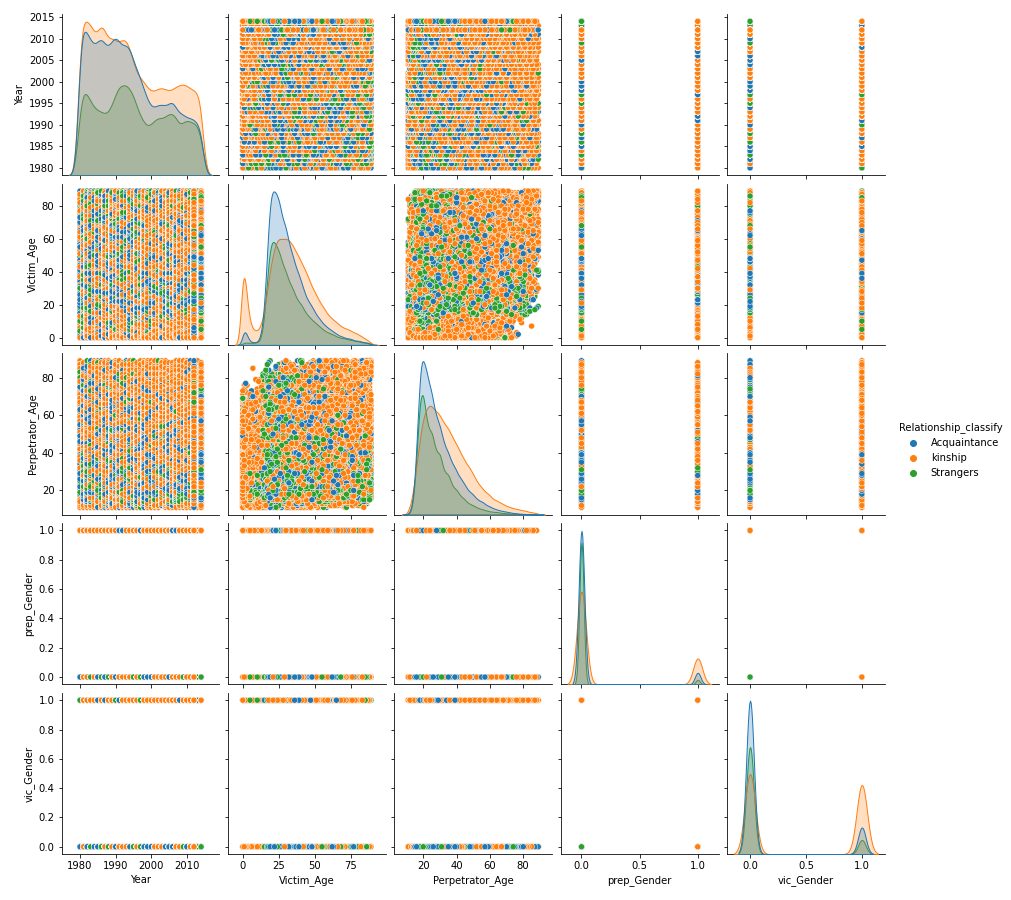 2015
2010
2005
2000
1995
1990
1985
1980
Year
80
60
40
20
0
Victim_Age
80
60
40
20
Perpetrator_Age
1.0
0.8
0.6
0.4
0.2
0.0
prep_Gender
1.0
0.8
0.6
0.4
0.2
0.0
vic_Gender
1980 1990 2000 2010
Year
0 25 50 75
Victim_Age
20 40 60 80
Perpetrator_Age
0.0 0.5 1.0
prep_Gender
0.0 0.5 1.0
vic_Gender
Relationship_classify
Acquaintance
kinship
Strangers